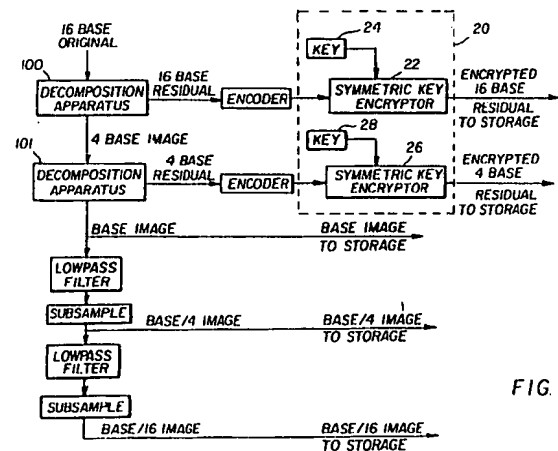 16 BASE
ORIGINAL
100
DECOMPOSITION
APPARATUS
16 BASE
RESIDUAL
ENCODER
24
KEY
20
22
SYMMETRIC KEY
ENCRYPTOR
ENCRYPTED
16 BASE
RESIDUAL
TO STORAGE
4 BASE IMAGE
101
DECOMPOSITION
APPARATUS
4 BASE
RESIDUAL
ENCODER
28
KEY
26
SYMMETRIC KEY
ENCRYPTOR
ENCRYPTED
4 BASE
RESIDUAL
TO STORAGE
BASE IMAGE
BASE IMAGE
TO STORAGE
LOWPASS
FILTER
SUBSAMPLE
BASE/4 IMAGE
BASE/4 IMAGE
TO STORAGE
LOWPASS
FILTER
SUBSAMPLE
BASE/16 IMAGE
BASE/16 IMAGE
TO STORAGE
FIG.